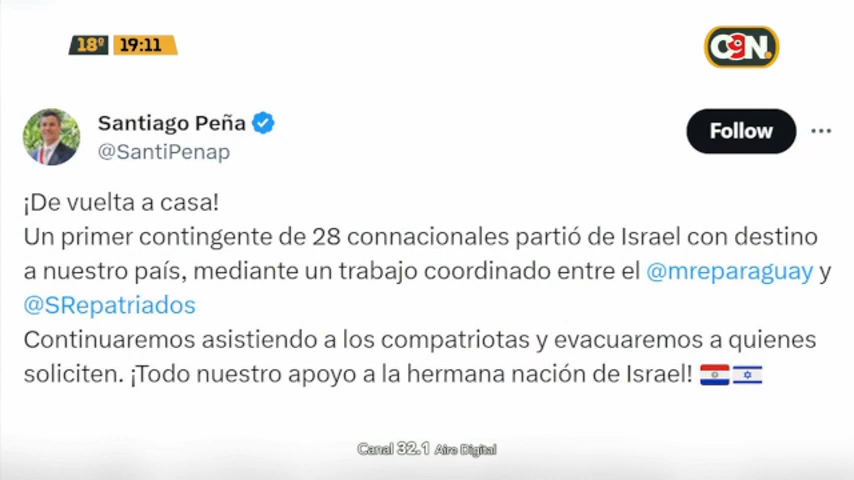 18º 19:11
C9N.
Santiago Peña
@SantiPenap
Follow
¡De vuelta a casa!
Un primer contingente de 28 connacionales partió de Israel con destino
a nuestro país, mediante un trabajo coordinado entre el @mreparaguay y
@SRepatriados
Continuaremos asistiendo a los compatriotas y evacuaremos a quienes
soliciten. ¡Todo nuestro apoyo a la hermana nación de Israel! 🇵🇾🇮🇱
Canal 32.1 Aire Digital